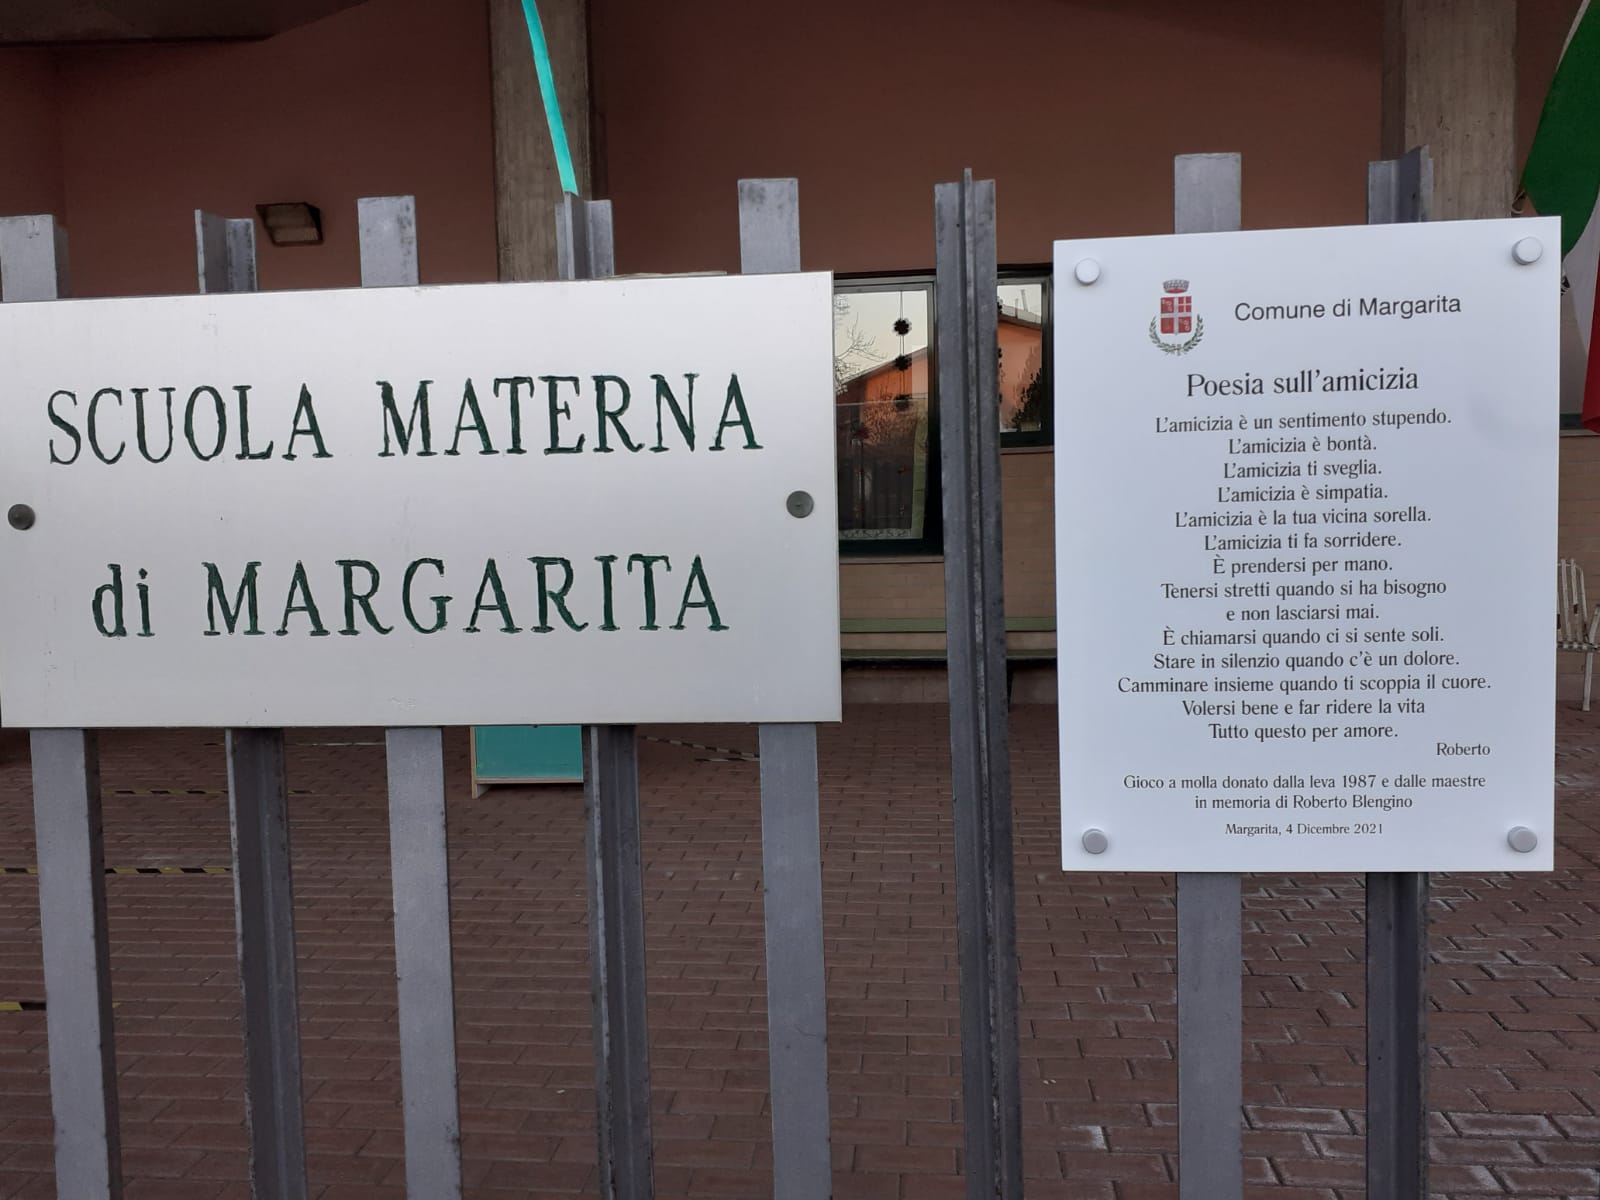 SCUOLA MATERNA
di MARGARITA
Comune di Margarita
Poesia sull'amicizia
L'amicizia è un sentimento stupendo.
L'amicizia è bontà.
L'amicizia ti sveglia.
L'amicizia è simpatia.
L'amicizia è la tua vicina sorella.
L'amicizia ti fa sorridere.
È prendersi per mano.
Tenersi stretti quando si ha bisogno
e non lasciarsi mai.
È chiamarsi quando ci si sente soli.
Stare in silenzio quando c'è un dolore.
Camminare insieme quando ti scoppia il cuore.
Volersi bene e far ridere la vita
Tutto questo per amore.
Roberto
Gioco a molla donato dalla leva 1987 e dalle maestre
in memoria di Roberto Blengino
Margarita, 4 Dicembre 2021